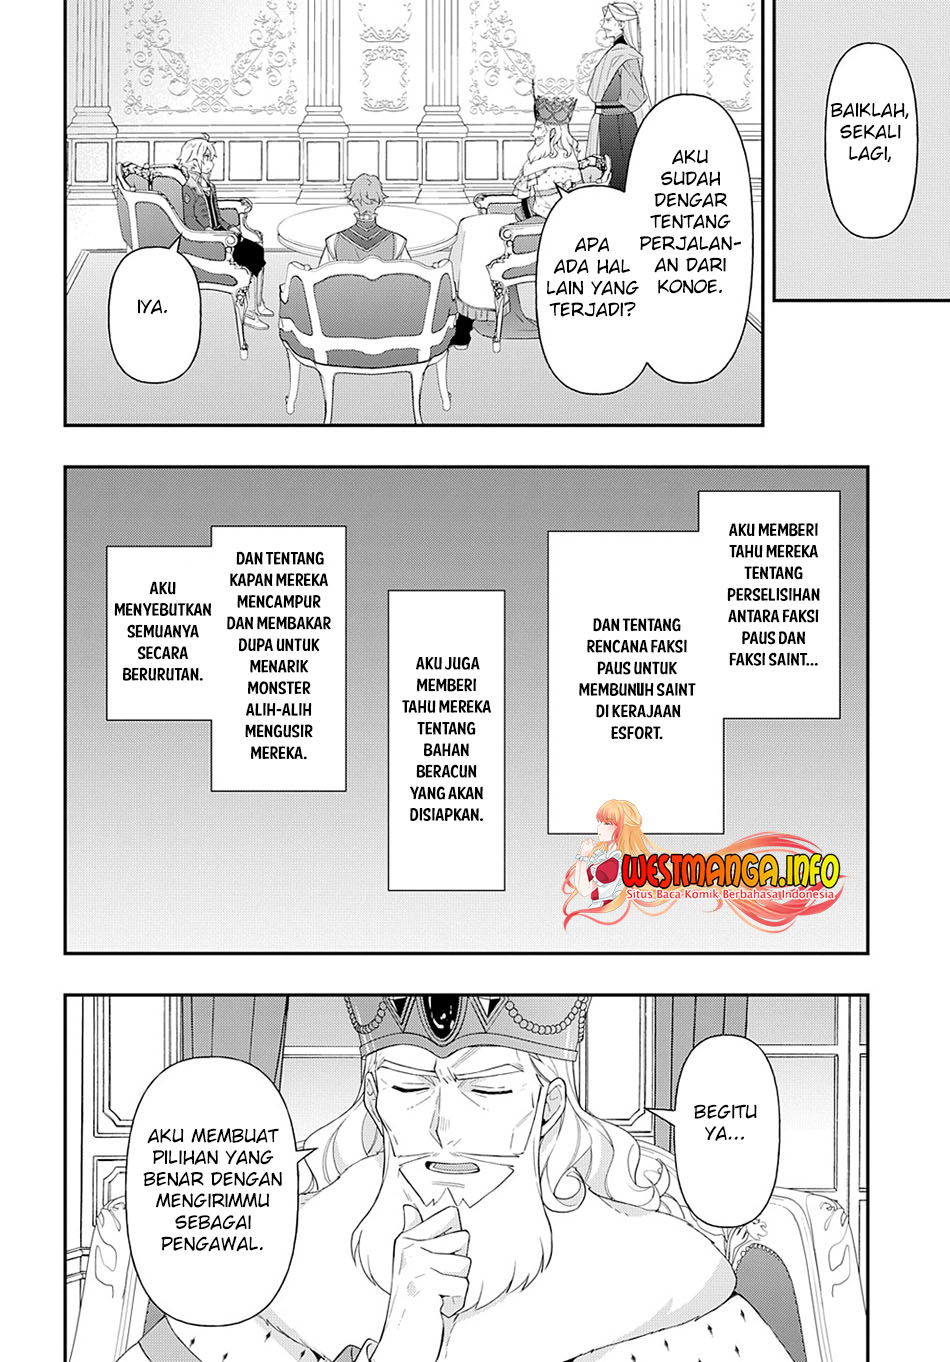 BAIKLAH,
SEKALI
LAGI,
AKU
SUDAH
DENGAR
TENTANG
PERJALAN-
AN DARI
KONOE.
APA
ADA HAL
LAIN YANG
TERJADI?
IYA.
AKU MEMBERI
TAHU MEREKA
TENTANG
PERSELISIHAN
ANTARA FAKSI
PAUS DAN
FAKSI SAINT...
DAN TENTANG
RENCANA FAKSI
PAUS UNTUK
MEMBUNUH SAINT
DI KERAJAAN
ESFORT.
AKU JUGA
MEMBERI
TAHU MEREKA
TENTANG
BAHAN
BERACUN
YANG AKAN
DISIAPKAN.
DAN TENTANG
KAPAN MEREKA
MENCAMPUR
DAN MEMBAKAR
DUPA UNTUK
MENARIK
MONSTER
ALIH-ALIH
MENGUSIR
MEREKA.
AKU
MENYEBUTKAN
SEMUANYA
SECARA
BERURUTAN.
WESTMANGA.INFO
Situs Baca Komik Berbahasa Indonesia
BEGITU
YA...
AKU MEMBUAT
PILIHAN YANG
BENAR DENGAN
MENGIRIMMU
SEBAGAI
PENGAWAL.